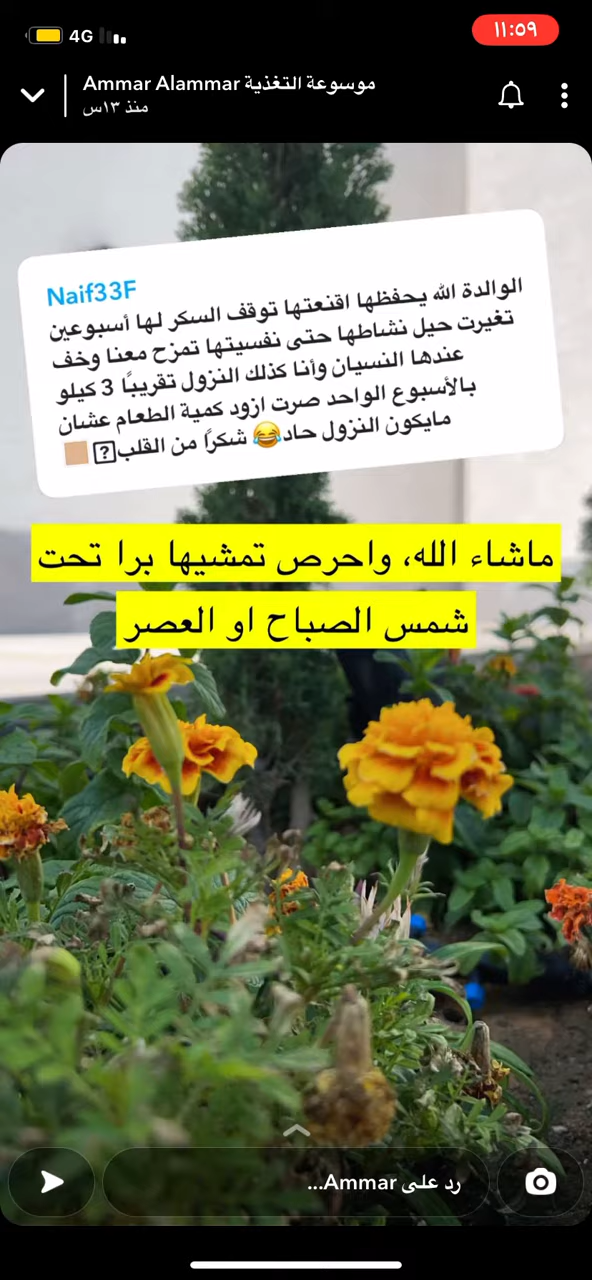 4G
١١:٥٩
موسوعة التغذية Ammar Alammar
منذ ١٣س
Naif33F
الوالدة الله يحفظها اقنعتها توقف السكر لها أسبوعين
تغيرت حيل نشاطها حتى نفسيتها تمزح معنا وخف
عندها النسيان وأنا كذلك النزول تقريبًا 3 كيلو
بالأسبوع الواحد صرت ازود كمية الطعام عشان
مايكون النزول حاد😂 شكرًا من القلب
ماشاء الله، واحرص تمشيها برا تحت
شمس الصباح او العصر
رد على Ammar...